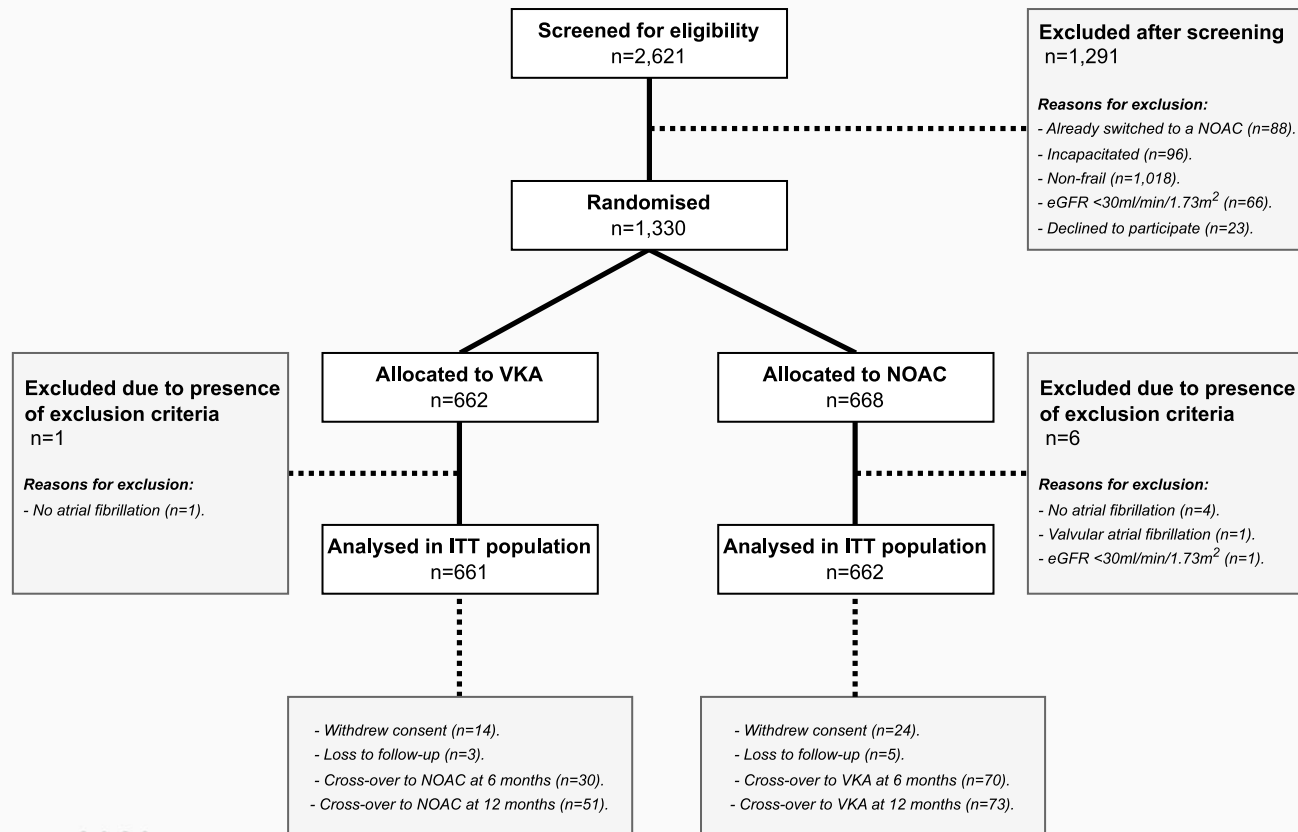 Screened for eligibility
n=2,621
Excluded after screening
n=1,291
Reasons for exclusion:
- Already switched to a NOAC (n=88).
- Incapacitated (n=96).
- Non-frail (n=1,018).
- eGFR <30ml/min/1.73m² (n=66).
- Declined to participate (n=23).
Randomised
n=1,330
Excluded due to presence
of exclusion criteria
n=1
Reasons for exclusion:
- No atrial fibrillation (n=1).
Allocated to VKA
n=662
Allocated to NOAC
n=668
Excluded due to presence
of exclusion criteria
n=6
Reasons for exclusion:
- No atrial fibrillation (n=4).
- Valvular atrial fibrillation (n=1).
- eGFR <30ml/min/1.73m² (n=1).
Analysed in ITT population
n=661
Analysed in ITT population
n=662
- Withdrew consent (n=14).
- Loss to follow-up (n=3).
- Cross-over to NOAC at 6 months (n=30).
- Cross-over to NOAC at 12 months (n=51).
- Withdrew consent (n=24).
- Loss to follow-up (n=5).
- Cross-over to VKA at 6 months (n=70).
- Cross-over to VKA at 12 months (n=73).